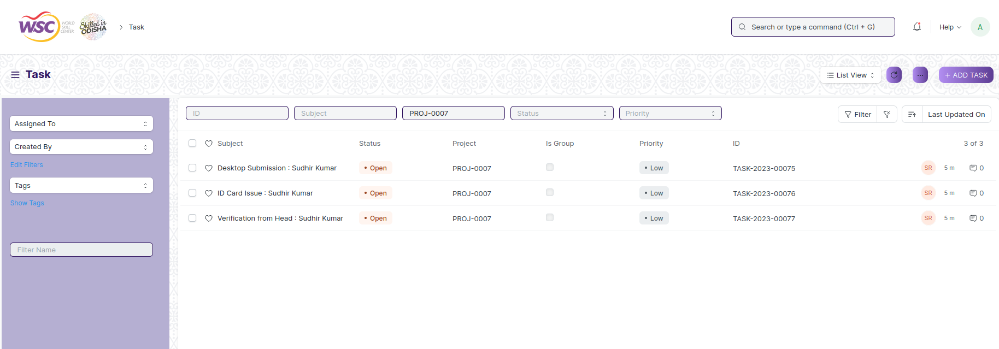 WSC WORLD SKILL CENTER Skilled in ODISHA Task
Search or type a command (Ctrl + G) Help A
Task
List View ADD TASK
Assigned To
Created By
Edit Filters
Tags
Show Tags
Filter Name
ID Subject PROJ-0007 Status Priority Filter Last Updated On
Subject Status Project Is Group Priority ID 3 of 3
Desktop Submission : Sudhir Kumar Open PROJ-0007 Low TASK-2023-00075 SR 5 m 0
ID Card Issue : Sudhir Kumar Open PROJ-0007 Low TASK-2023-00076 SR 5 m 0
Verification from Head : Sudhir Kumar Open PROJ-0007 Low TASK-2023-00077 SR 5 m 0